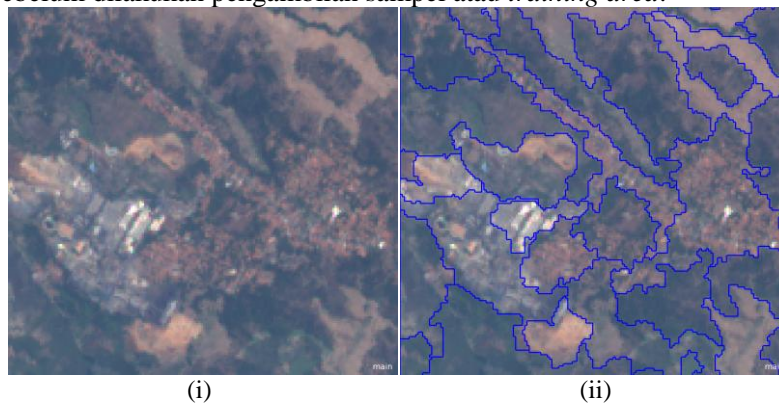 sebelum dilakukan pengambilan sampel atau training area.
main
main
(i)
(ii)